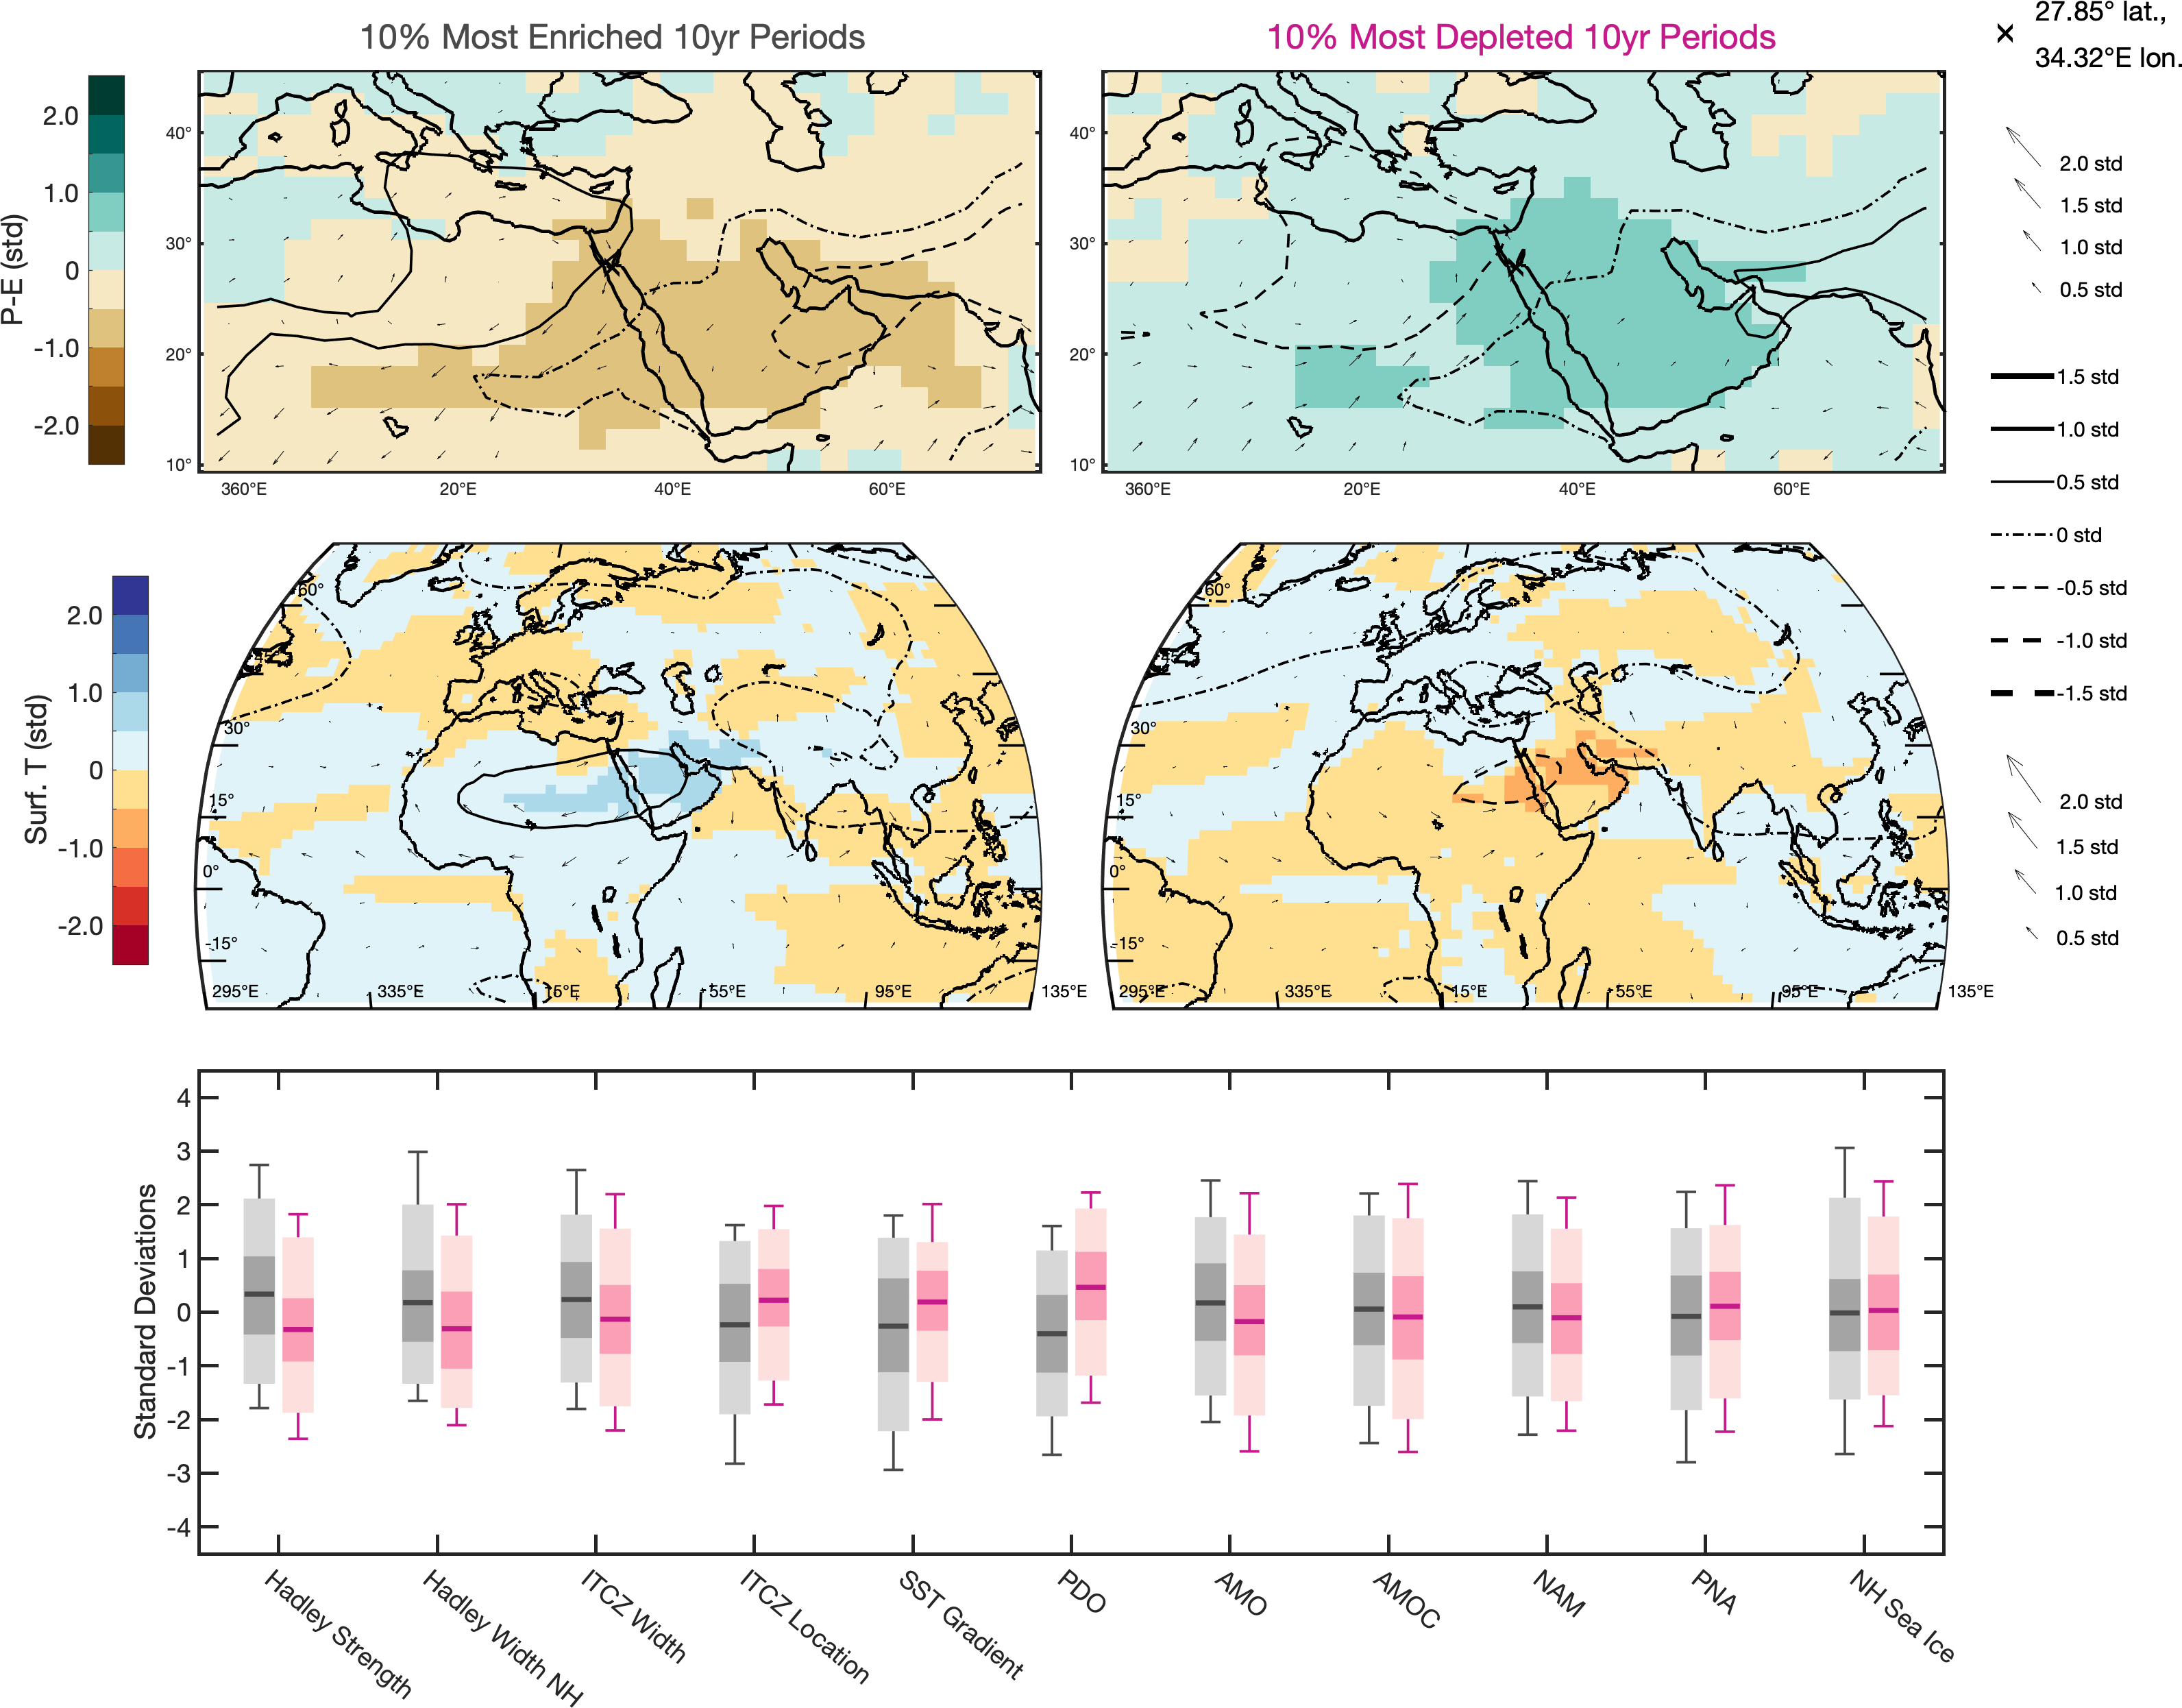 10% Most Enriched 10yr Periods
10% Most Depleted 10yr Periods
27.85° lat.,
34.32°E lon.
P-E (std)
2.0
1.0
0
-1.0
-2.0
40°
30°
20°
10°
360°E 20°E 40°E 60°E
40°
30°
20°
10°
360°E 20°E 40°E 60°E
2.0 std
1.5 std
1.0 std
0.5 std
1.5 std
1.0 std
0.5 std
0 std
-0.5 std
-1.0 std
-1.5 std
Surf. T (std)
2.0
1.0
0
-1.0
-2.0
60°
45°
30°
15°
0°
-15°
295°E 335°E 15°E 55°E 95°E 135°E
60°
45°
30°
15°
0°
-15°
295°E 335°E 15°E 55°E 95°E 135°E
2.0 std
1.5 std
1.0 std
0.5 std
Standard Deviations
4
3
2
1
0
-1
-2
-3
-4
Hadley Strength
Hadley Width NH
ITCZ Width
ITCZ Location
SST Gradient
PDO
AMO
AMOC
NAM
PNA
NH Sea Ice